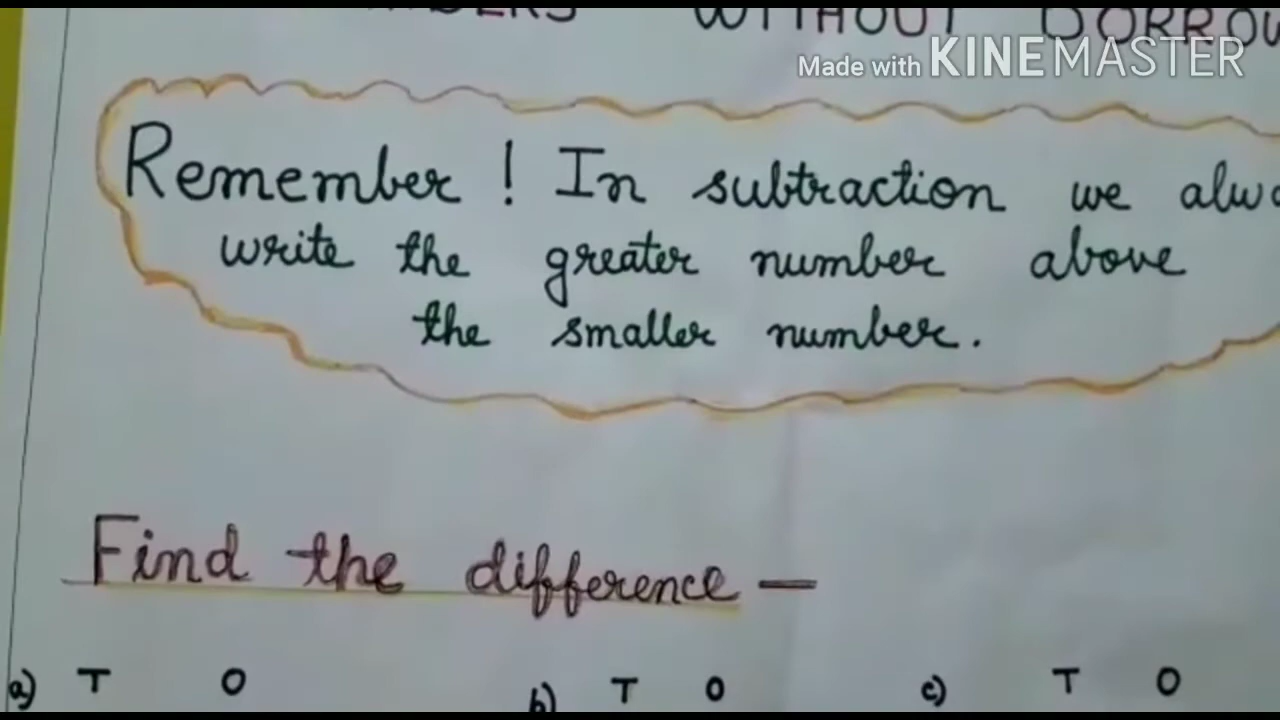 WITHOUT
Made with KINEMASTER
Remember ! In subtraction we
write the greater number above
the smaller number.
Find the difference —
a) T O b) T O c) T O